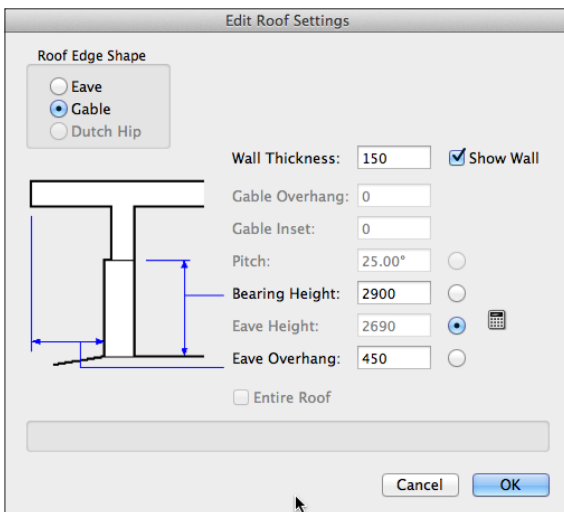 Edit Roof Settings
Roof Edge Shape
Eave
Gable
Dutch Hip
Wall Thickness: 150 Show Wall
Gable Overhang: 0
Gable Inset: 0
Pitch: 25.00°
Bearing Height: 2900
Eave Height: 2690
Eave Overhang: 450
Entire Roof
Cancel OK